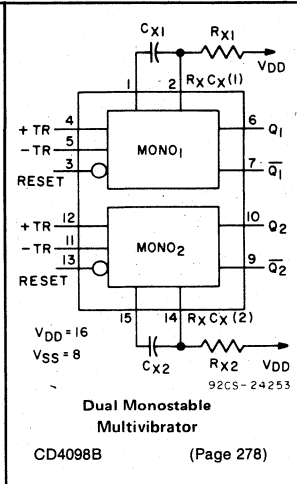 CX1 RX1
VDD
1 2 RXCX(1)
+TR 4 6 Q1
-TR 5 MONO1
3 7 Q̅1̅
RESET
+TR 12 10 Q2
-TR 11 MONO2
13 9 Q̅2̅
RESET
15 14 RXCX(2)
VDD=16
VSS=8
CX2 RX2 VDD
92CS-24253
Dual Monostable
Multivibrator
CD4098B (Page 278)